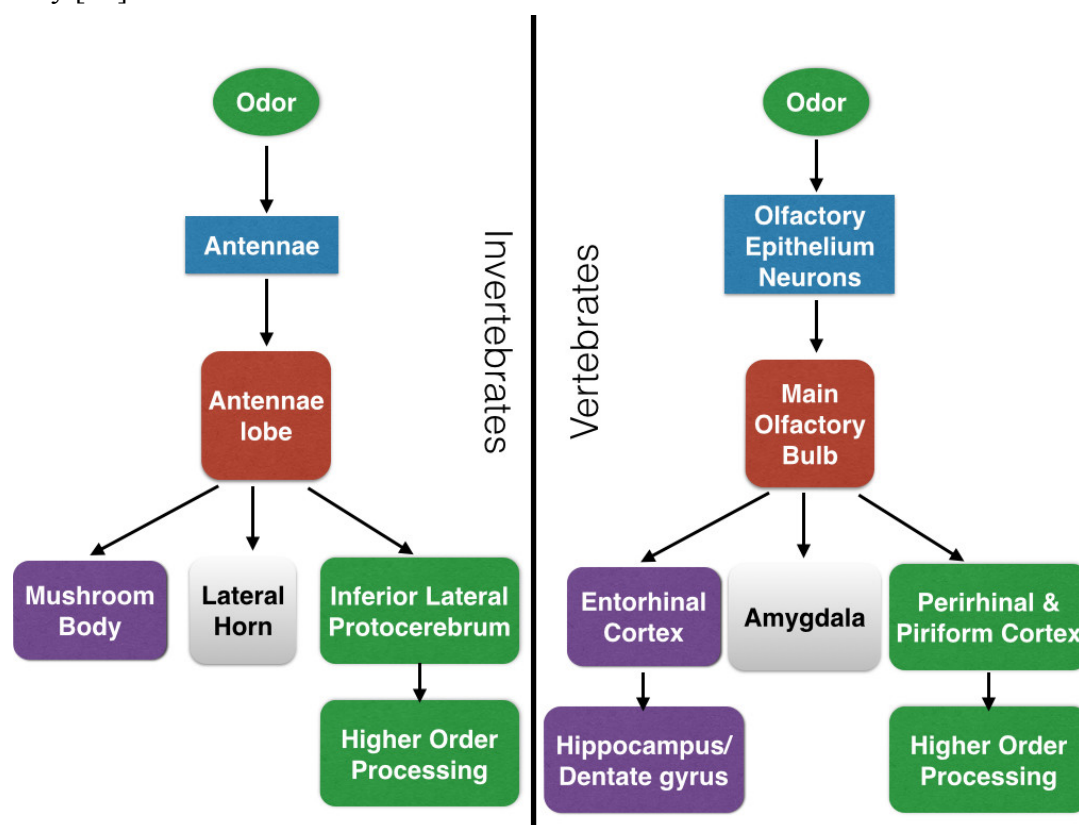 Odor
Antennae
Antennae
lobe
Mushroom
Body
Lateral
Horn
Inferior Lateral
Protocerebrum
Higher Order
Processing
Invertebrates
Vertebrates
Odor
Olfactory
Epithelium
Neurons
Main
Olfactory
Bulb
Entorhinal
Cortex
Amygdala
Perirhinal &
Piriform Cortex
Hippocampus/
Dentate gyrus
Higher Order
Processing